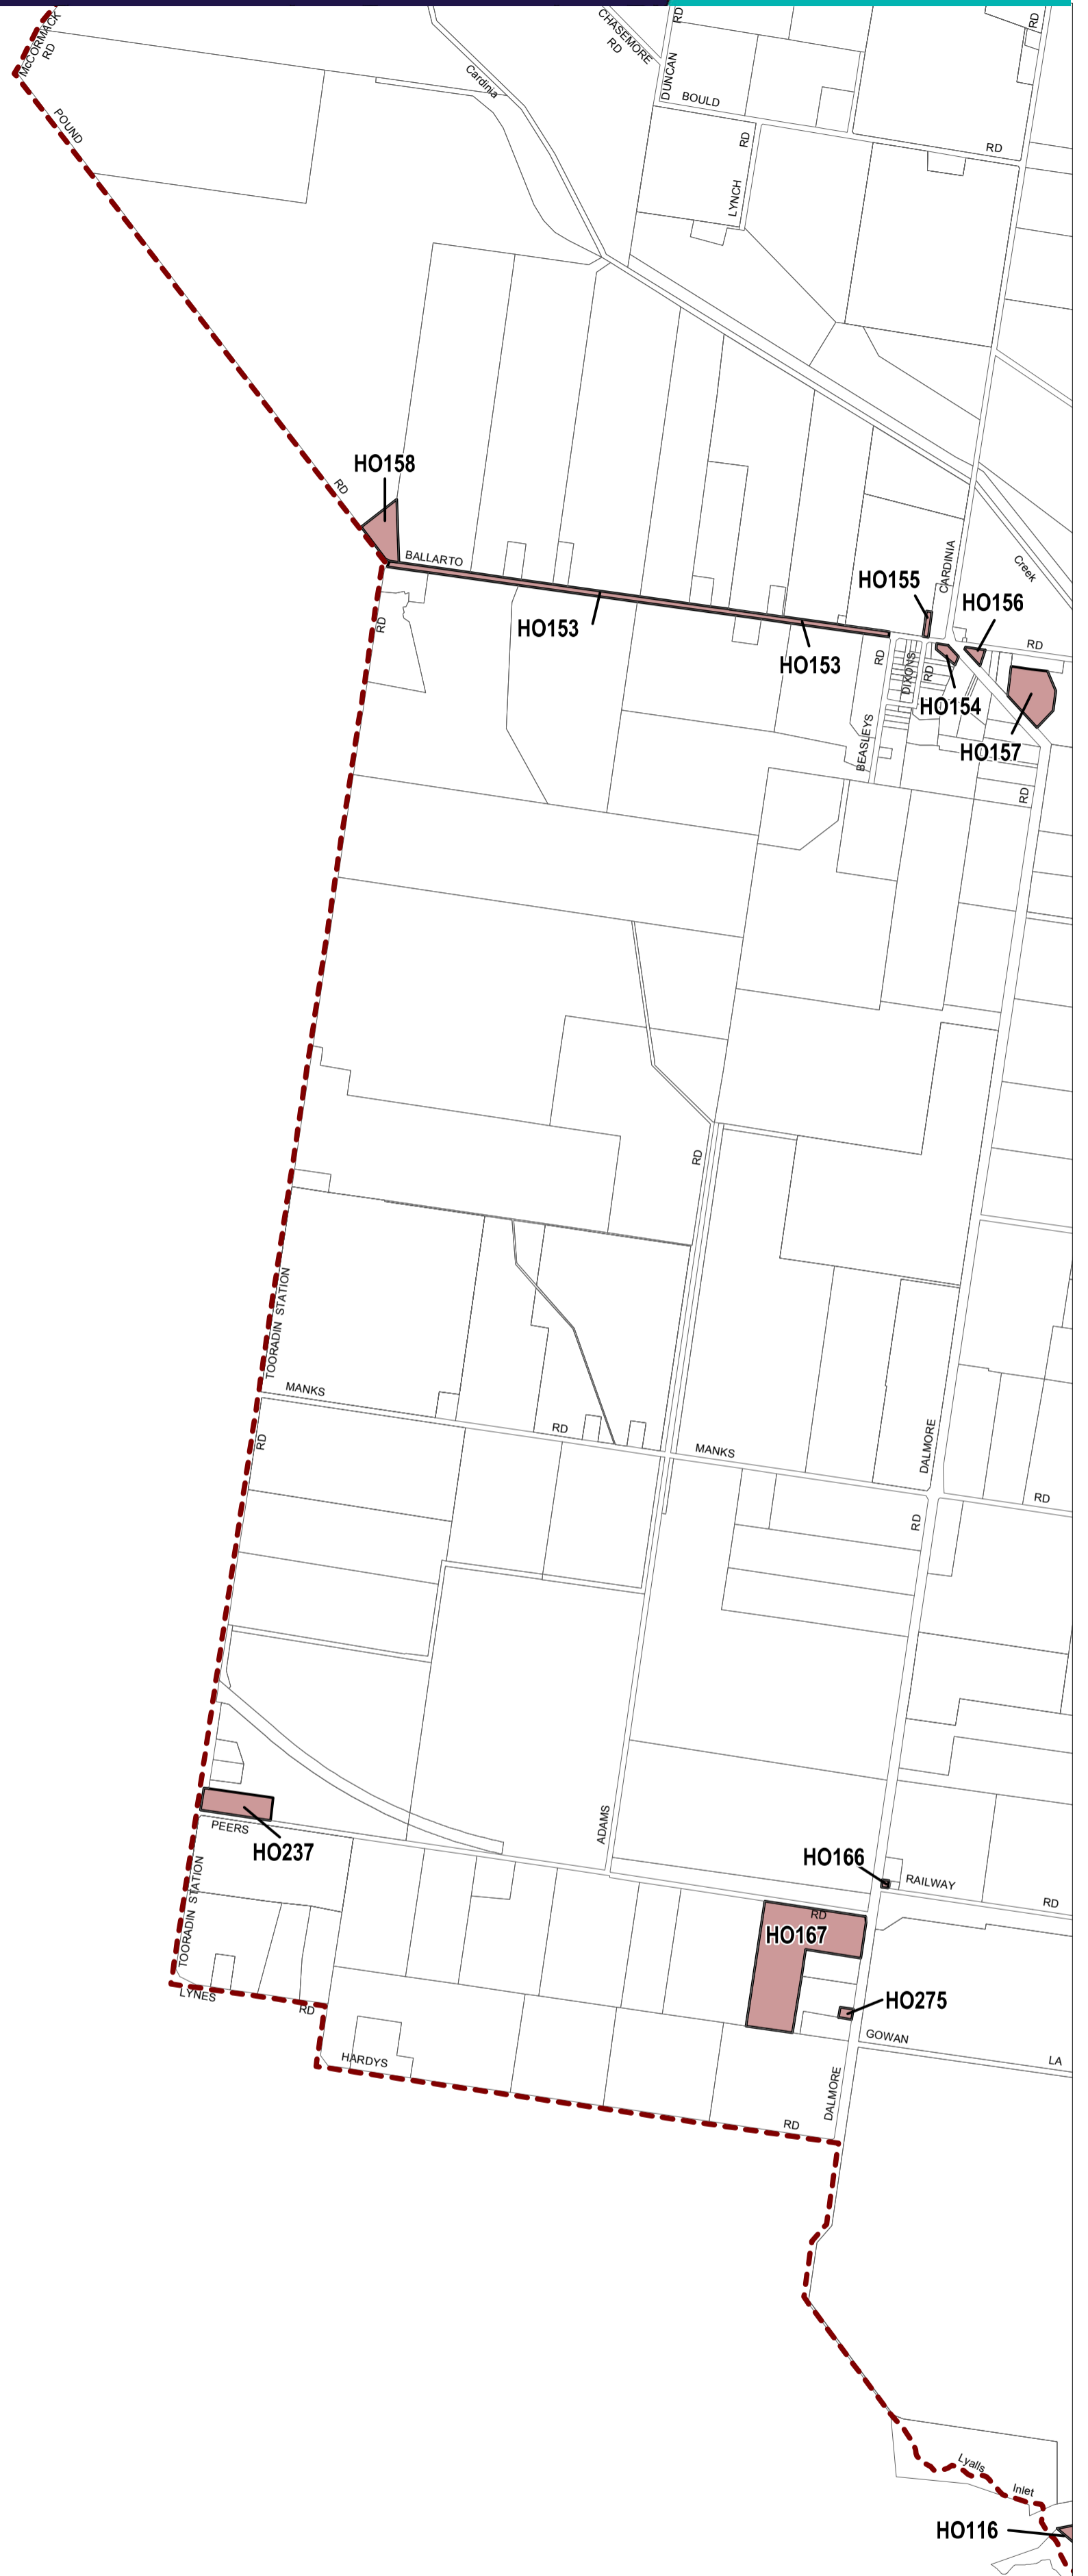 McCORMACK
RD
CHASEMORE
RD
RD
RD
DUNCAN
Cardinia
BOULD
POUND
RD
RD
LYNCH
HO158
RD
BALLARTO
CARDINIA
Creek
HO155
HO156
HO153
RD
RD
HO153
RD
DIXONS
RD
HO154
BEASLEYS
HO157
RD
RD
TOORADIN STATION
MANKS
RD
RD
MANKS
DALMORE
RD
RD
ADAMS
PEERS
HO237
HO166
RAILWAY
RD
RD
HO167
TOORADIN STATION
LYNES
RD
HO275
GOWAN
LA
HARDYS
DALMORE
RD
Lyalls
Inlet
HO116